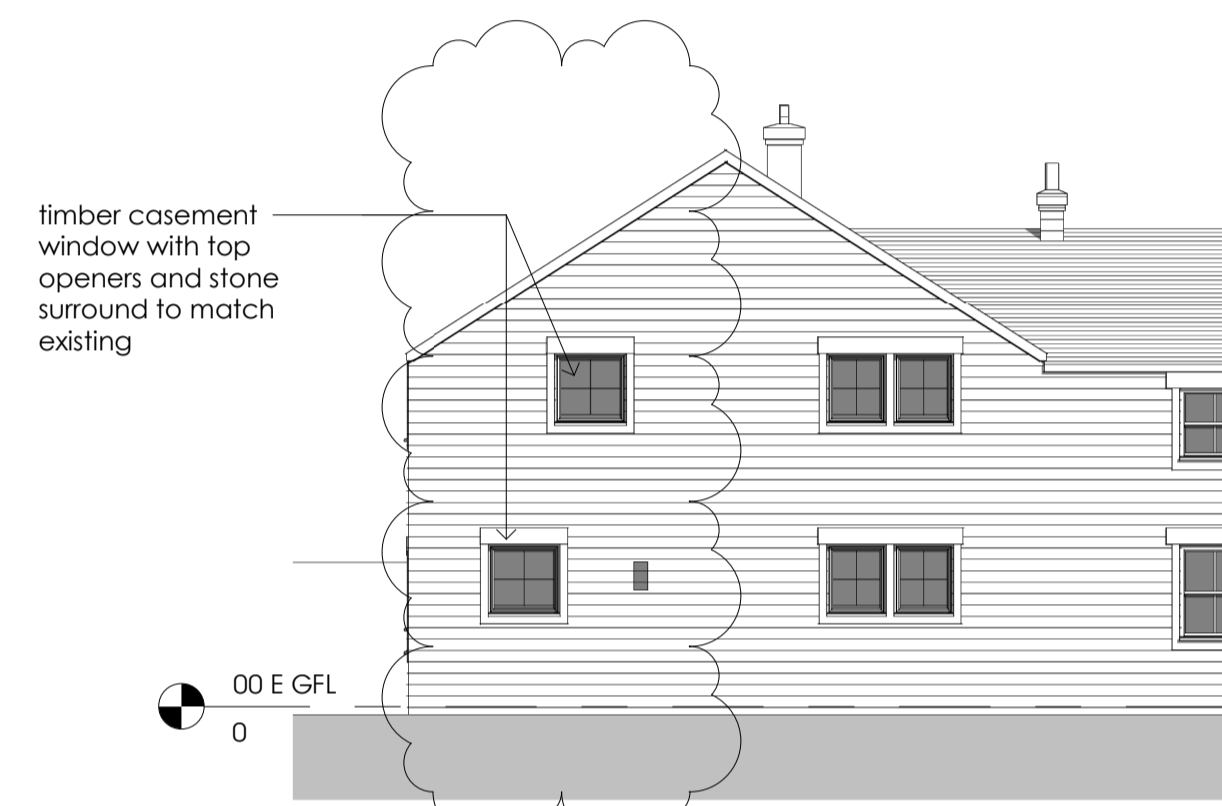 timber casement
window with top
openers and stone
surround to match
existing
00 E GFL
0